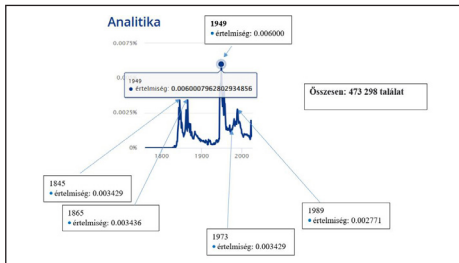 Analitika
1949
• értelmiség: 0.006000
0.0075%
1949
• értelmiség: 0.0060007962802934856
Összesen: 473 298 találat
0.0025%
0%
1800
1900
2000
1845
• értelmiség: 0.003429
1865
• értelmiség: 0.003436
1973
• értelmiség: 0.003429
1989
• értelmiség: 0.002771